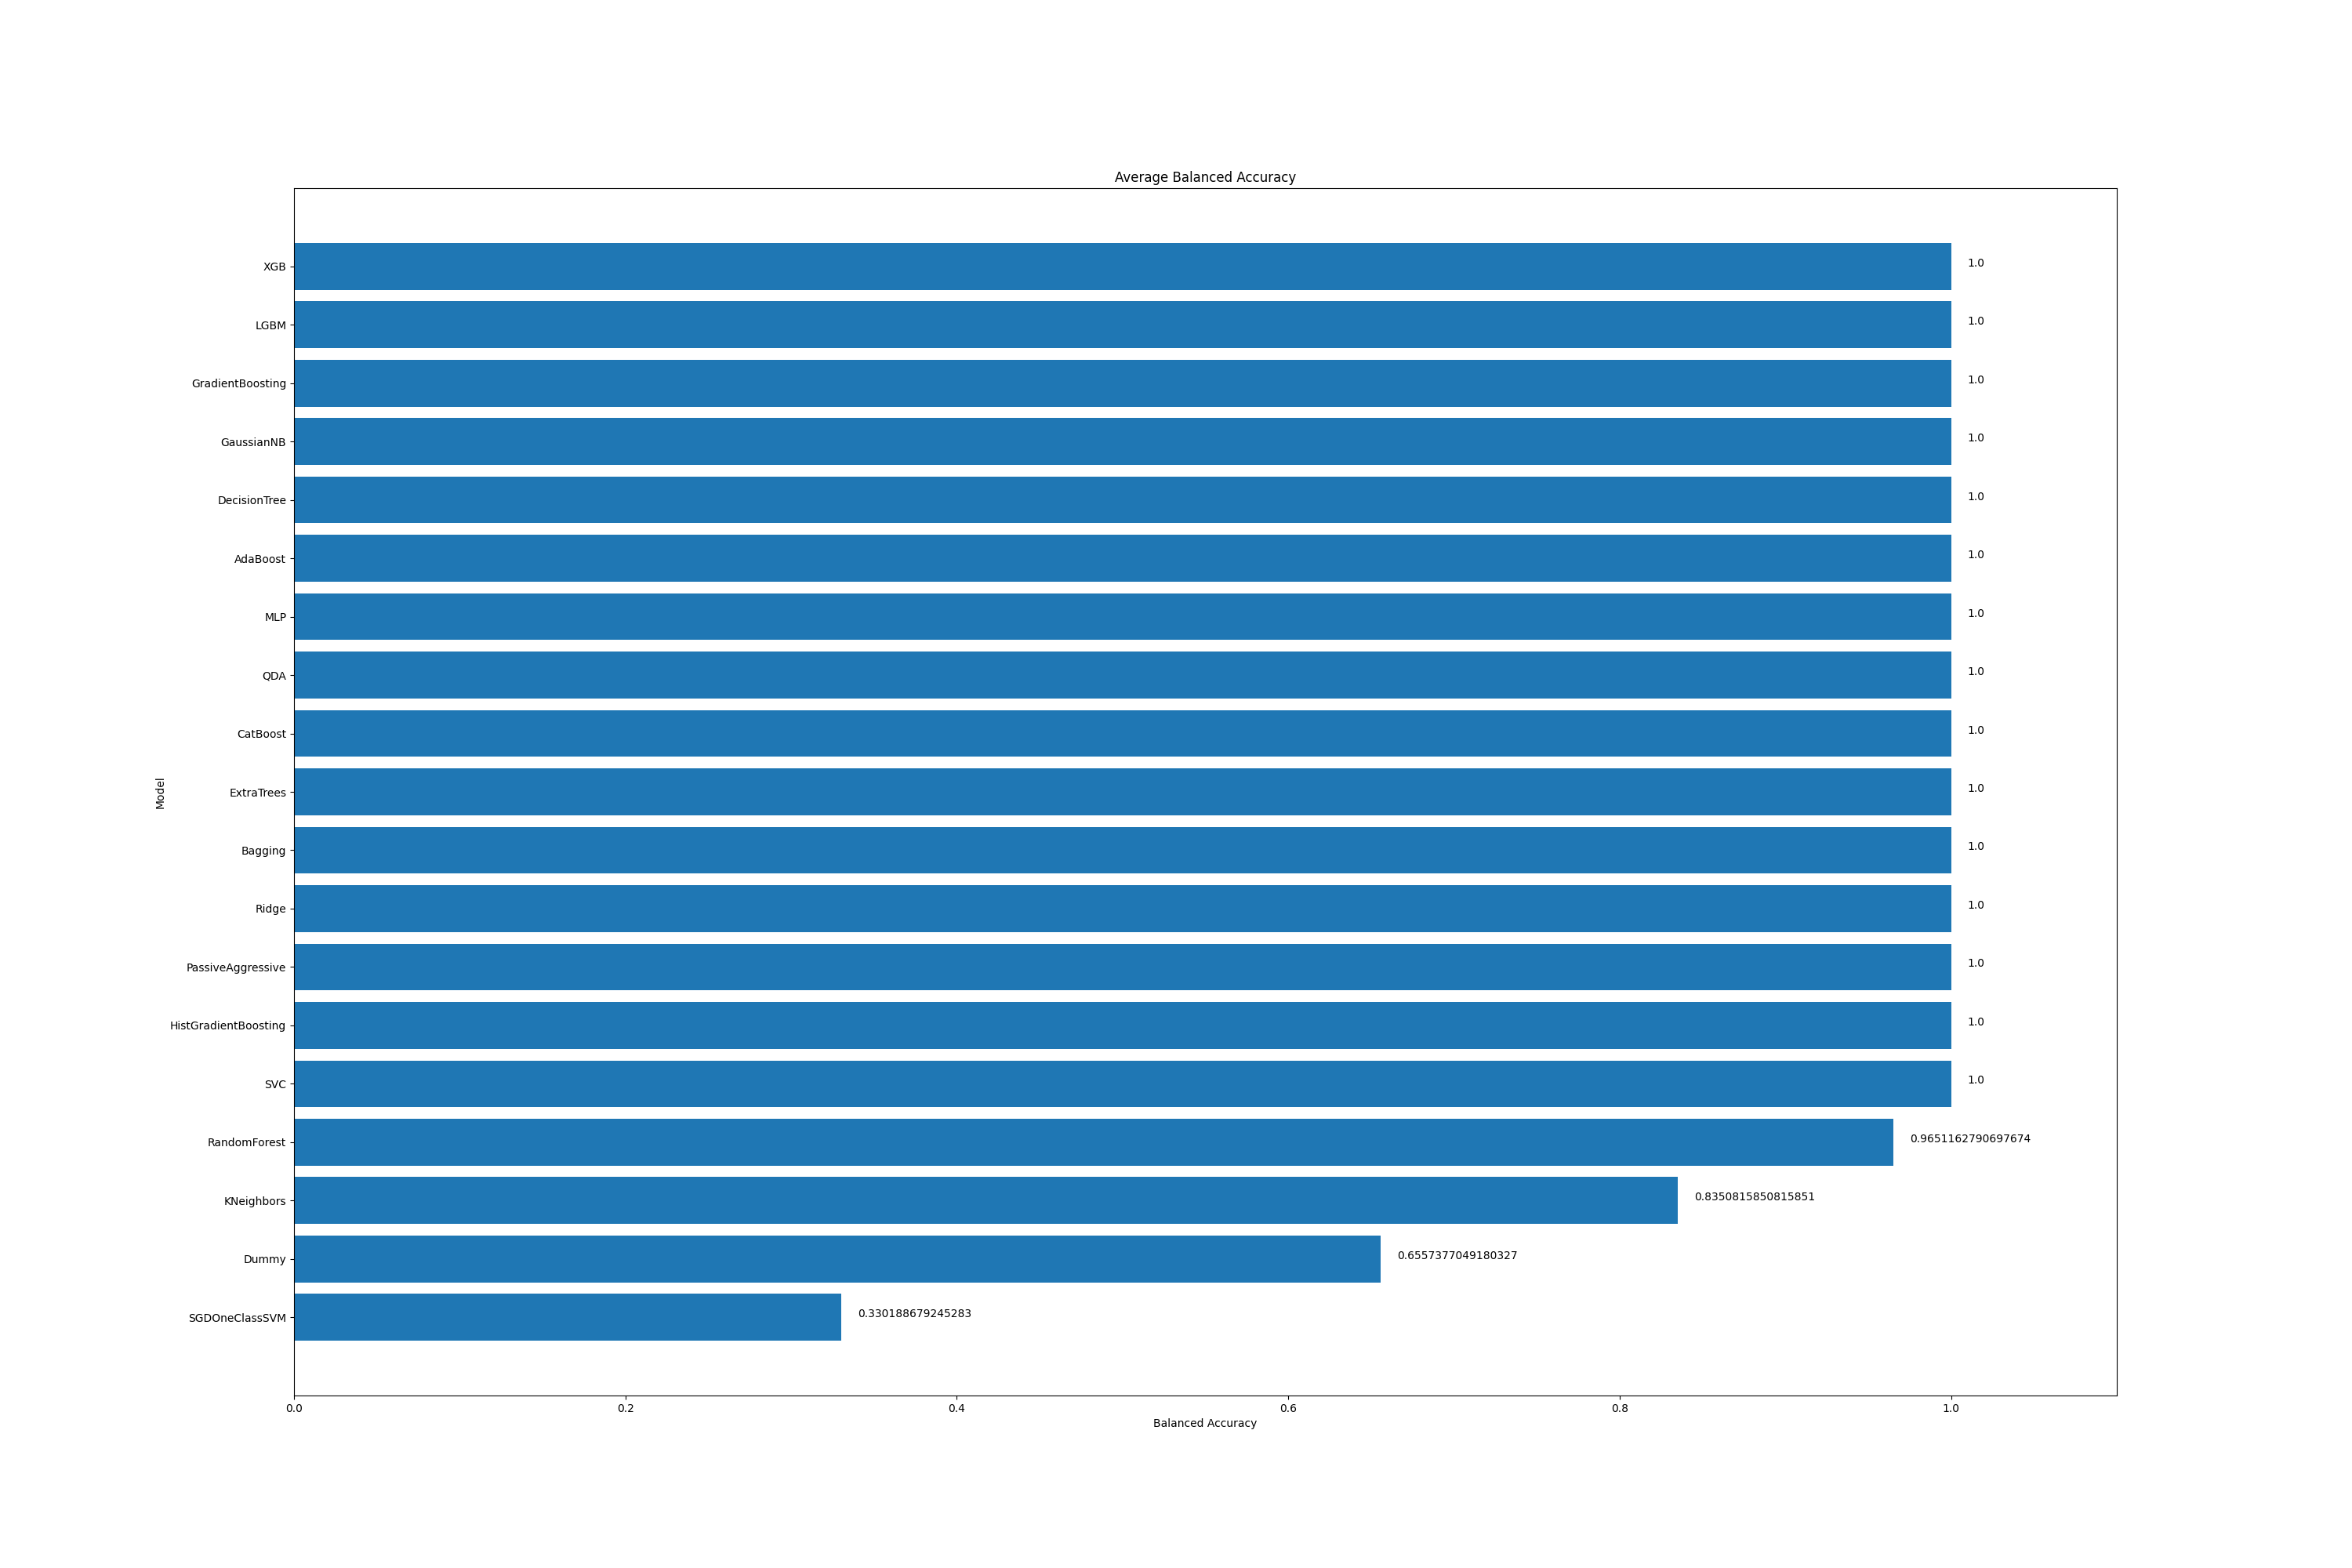 Average Balanced Accuracy
XGB 1.0
LGBM 1.0
GradientBoosting 1.0
GaussianNB 1.0
DecisionTree 1.0
AdaBoost 1.0
MLP 1.0
QDA 1.0
CatBoost 1.0
Model
ExtraTrees 1.0
Bagging 1.0
Ridge 1.0
PassiveAggressive 1.0
HistGradientBoosting 1.0
SVC 1.0
RandomForest 0.9651162790697674
KNeighbors 0.8350815850815851
Dummy 0.6557377049180327
SGDOneClassSVM 0.330188679245283
0.0 0.2 0.4 0.6 0.8 1.0
Balanced Accuracy